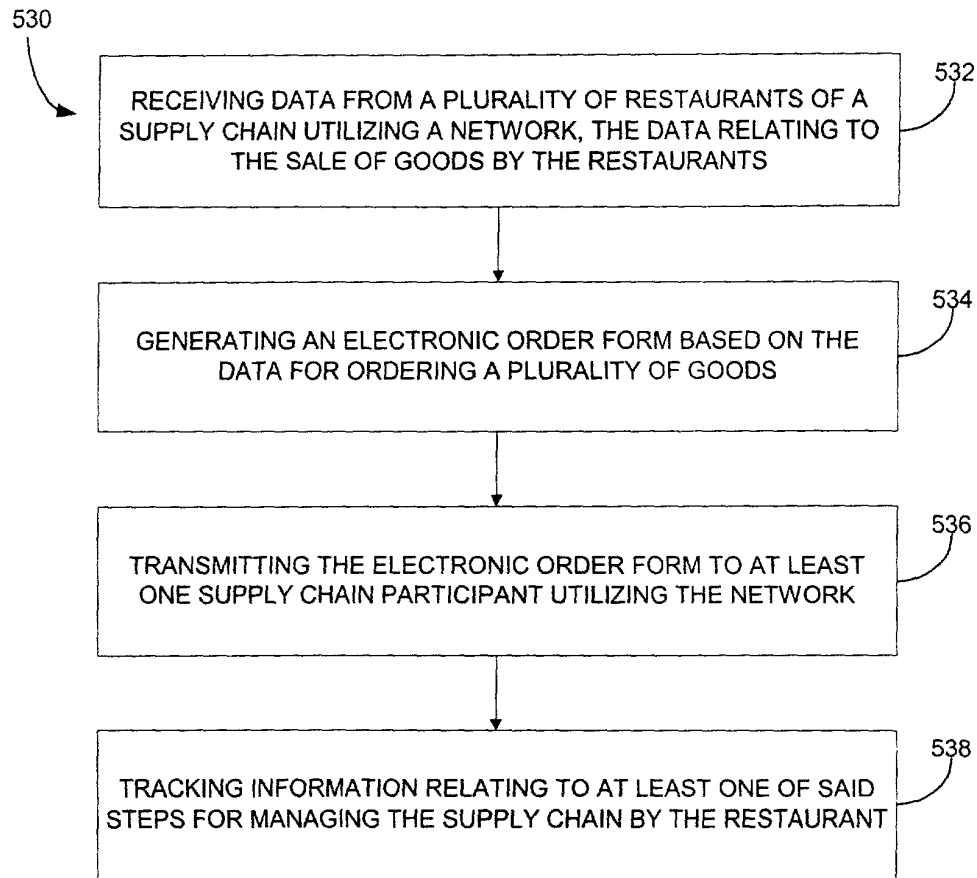 530
532
RECEIVING DATA FROM A PLURALITY OF RESTAURANTS OF A
SUPPLY CHAIN UTILIZING A NETWORK, THE DATA RELATING TO
THE SALE OF GOODS BY THE RESTAURANTS
534
GENERATING AN ELECTRONIC ORDER FORM BASED ON THE
DATA FOR ORDERING A PLURALITY OF GOODS
536
TRANSMITTING THE ELECTRONIC ORDER FORM TO AT LEAST
ONE SUPPLY CHAIN PARTICIPANT UTILIZING THE NETWORK
538
TRACKING INFORMATION RELATING TO AT LEAST ONE OF SAID
STEPS FOR MANAGING THE SUPPLY CHAIN BY THE RESTAURANT